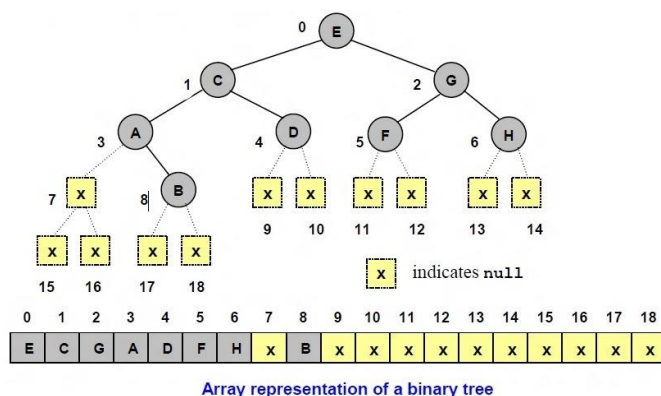 0 E
1 C 2 G
3 A 4 D 5 F 6 H
7 x 8 B x x x x x x
9 10 11 12 13 14
x x x x x indicates null
15 16 17 18
0 1 2 3 4 5 6 7 8 9 10 11 12 13 14 15 16 17 18
E C G A D F H x B x x x x x x x x x x
Array representation of a binary tree